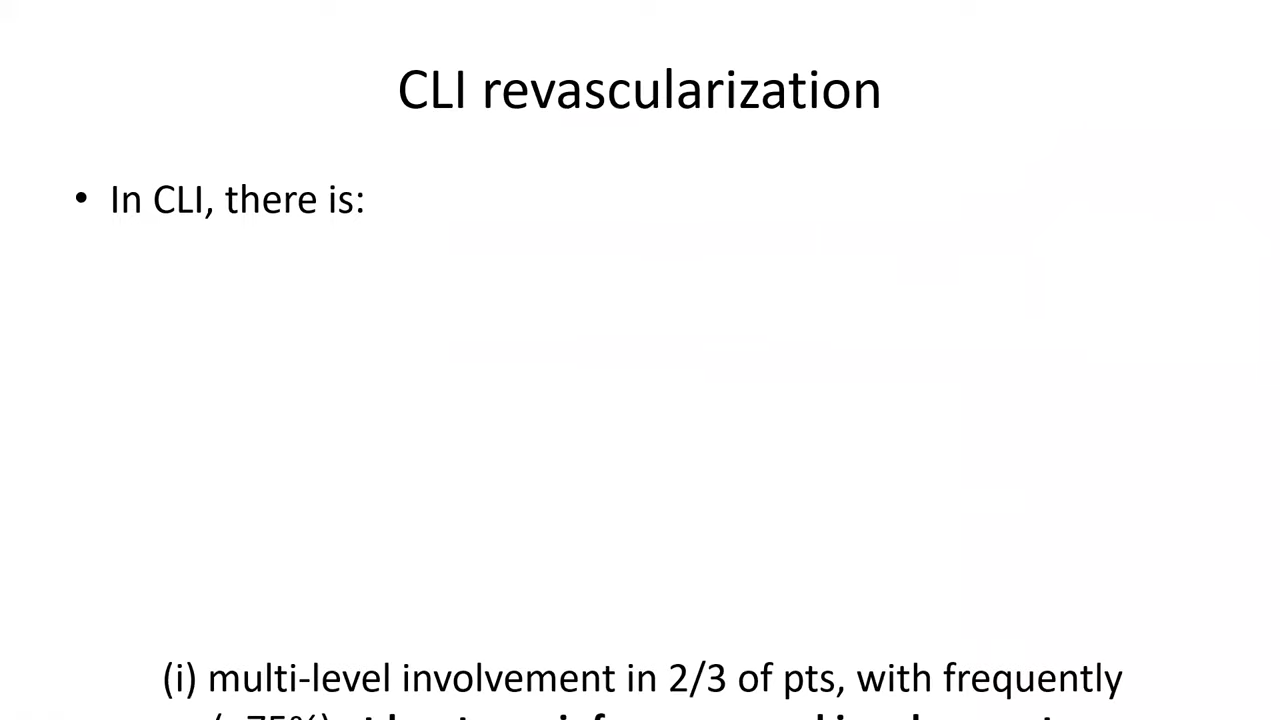 CLI revascularization
• In CLI, there is:
(i) multi-level involvement in 2/3 of pts, with frequently